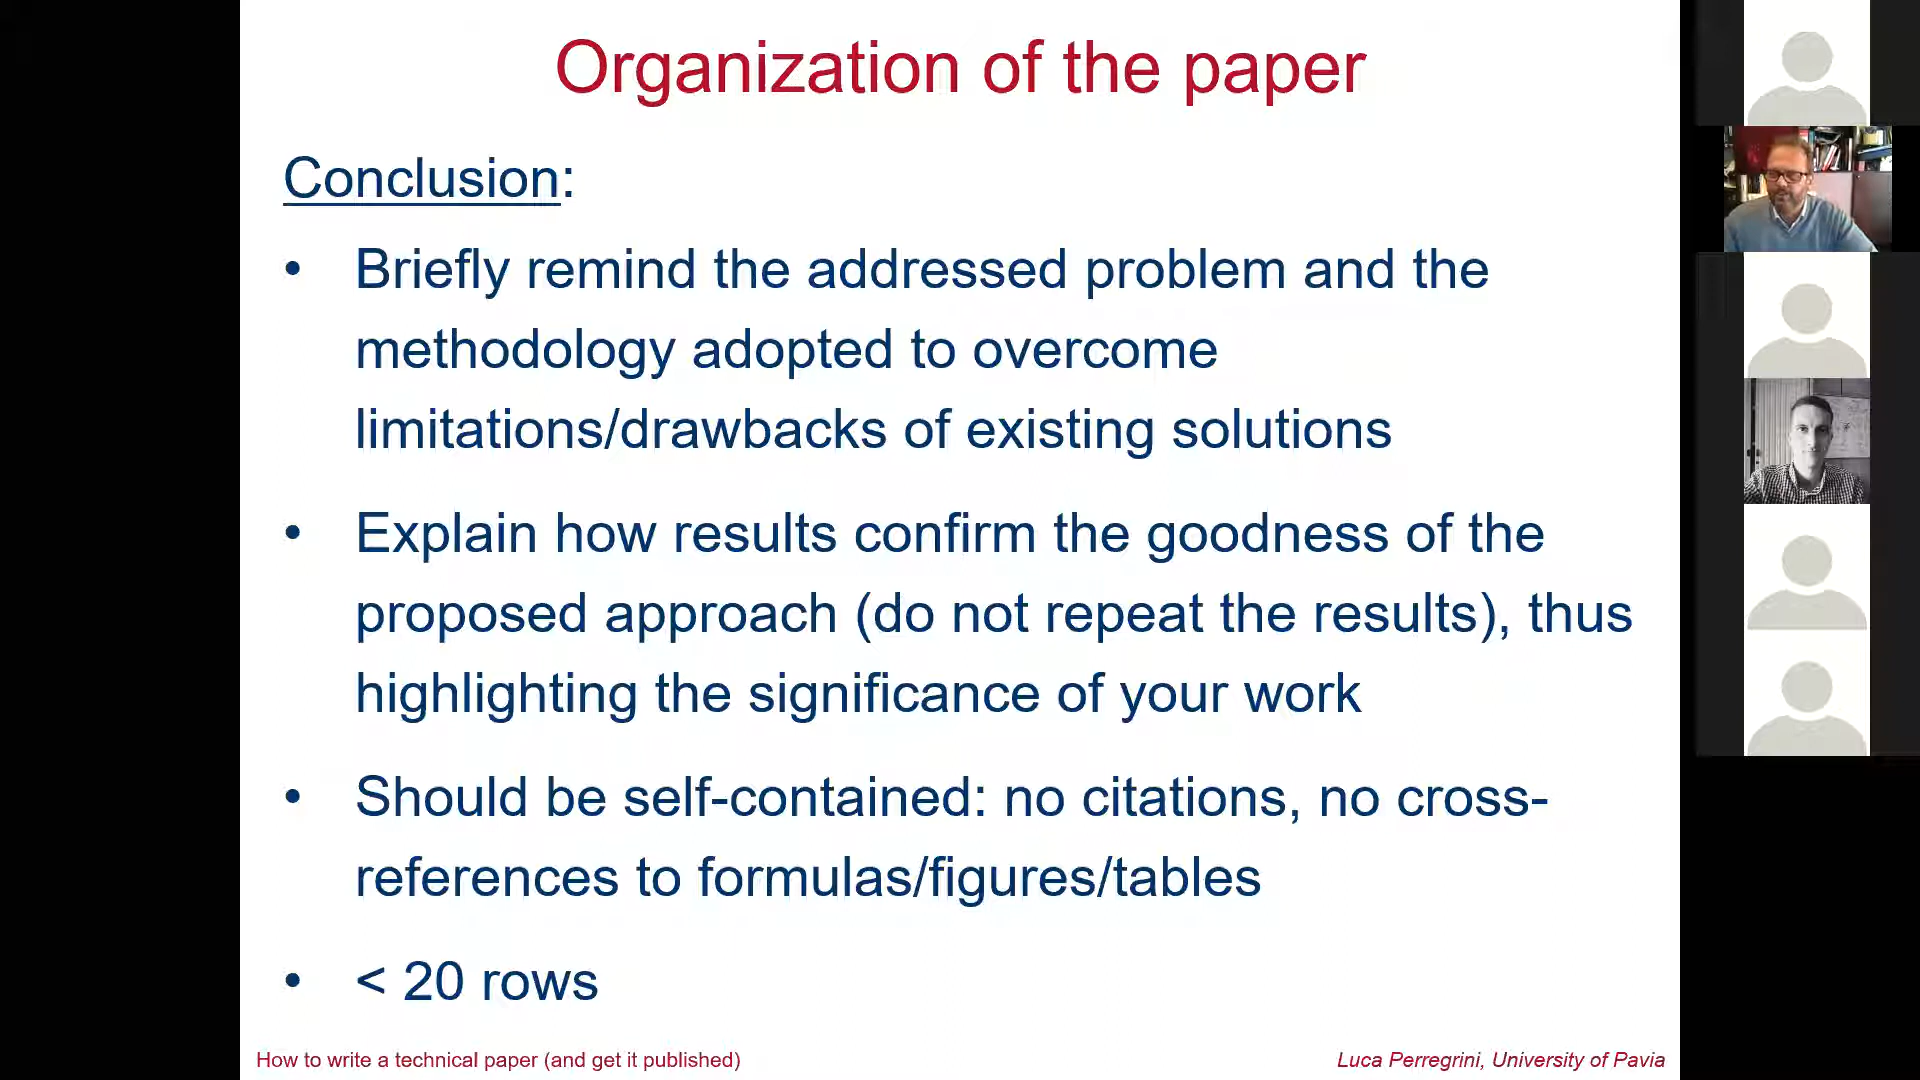 Organization of the paper
Conclusion:
• Briefly remind the addressed problem and the
methodology adopted to overcome
limitations/drawbacks of existing solutions
• Explain how results confirm the goodness of the
proposed approach (do not repeat the results), thus
highlighting the significance of your work
• Should be self-contained: no citations, no cross-
references to formulas/figures/tables
• < 20 rows
How to write a technical paper (and get it published)
Luca Perregrini, University of Pavia